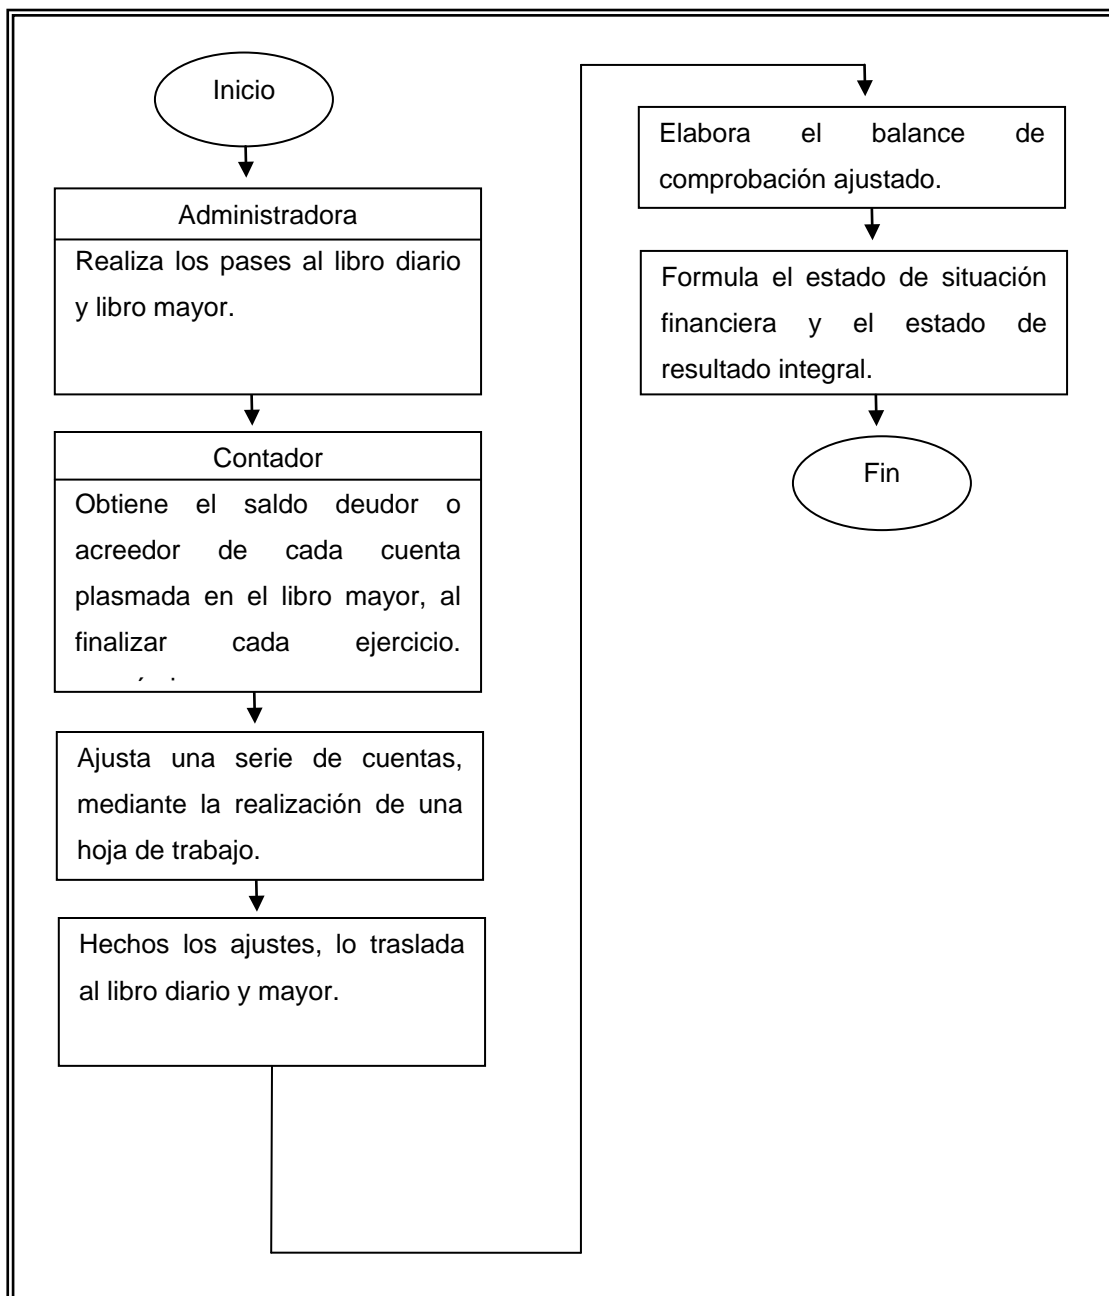 Inicio
Administradora
Realiza los pases al libro diario
y libro mayor.
Contador
Obtiene el saldo deudor o
acreedor de cada cuenta
plasmada en el libro mayor, al
finalizar cada ejercicio.
Ajusta una serie de cuentas,
mediante la realización de una
hoja de trabajo.
Hechos los ajustes, lo traslada
al libro diario y mayor.
Elabora el balance de
comprobación ajustado.
Formula el estado de situación
financiera y el estado de
resultado integral.
Fin